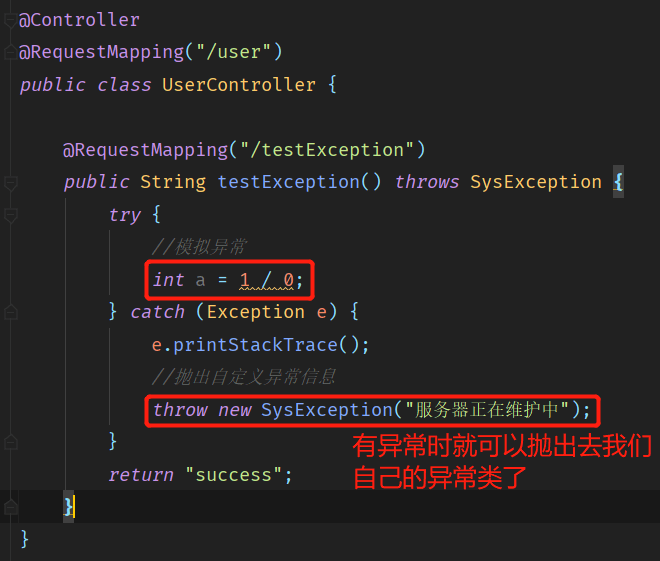 @Controller
@RequestMapping("/user")
public class UserController {
@RequestMapping("/testException")
public String testException() throws SysException {
try {
//模拟异常
int a = 1 / 0;
} catch (Exception e) {
e.printStackTrace();
//抛出自定义异常信息
throw new SysException("服务器正在维护中");
}
有异常时就可以抛出去我们
自己的异常类了
return "success";
}
}